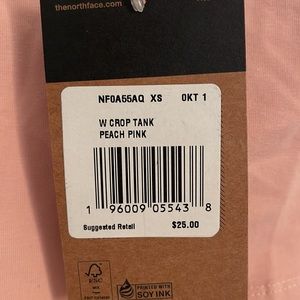 thenorthface.com
NF0A55AQ XS 0KT 1
W CROP TANK
PEACH PINK
1 96009 05543 8
Suggested Retail $25.00
FSC
PRINTED WITH
SOY INK